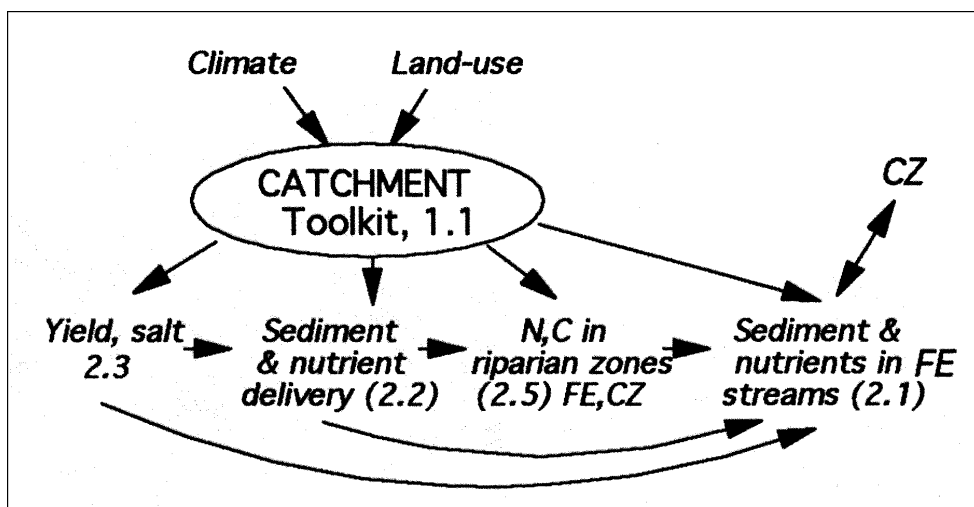 Climate Land-use
CATCHMENT
Toolkit, 1.1
CZ
Yield, salt
2.3
Sediment
& nutrient
delivery (2.2)
N,C in
riparian zones
(2.5) FE,CZ
Sediment &
nutrients in FE
streams (2.1)